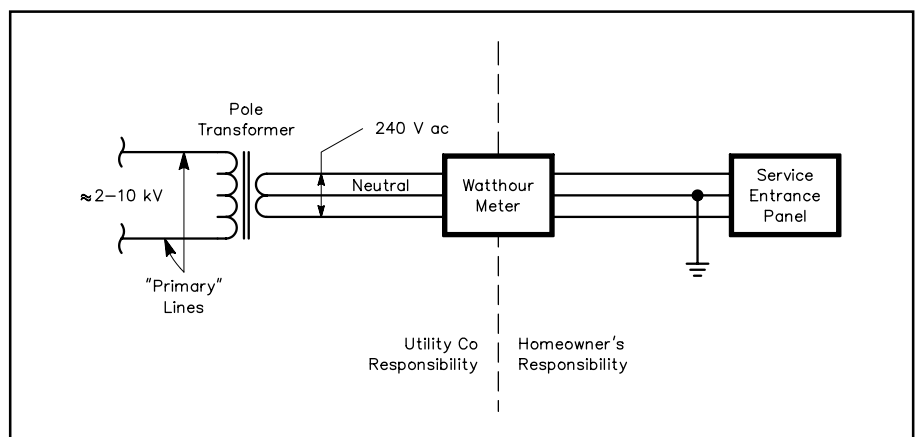 Pole
Transformer
240 V ac
≈2–10 kV
Neutral
Watthour
Meter
Service
Entrance
Panel
"Primary"
Lines
Utility Co
Responsibility
Homeowner's
Responsibility